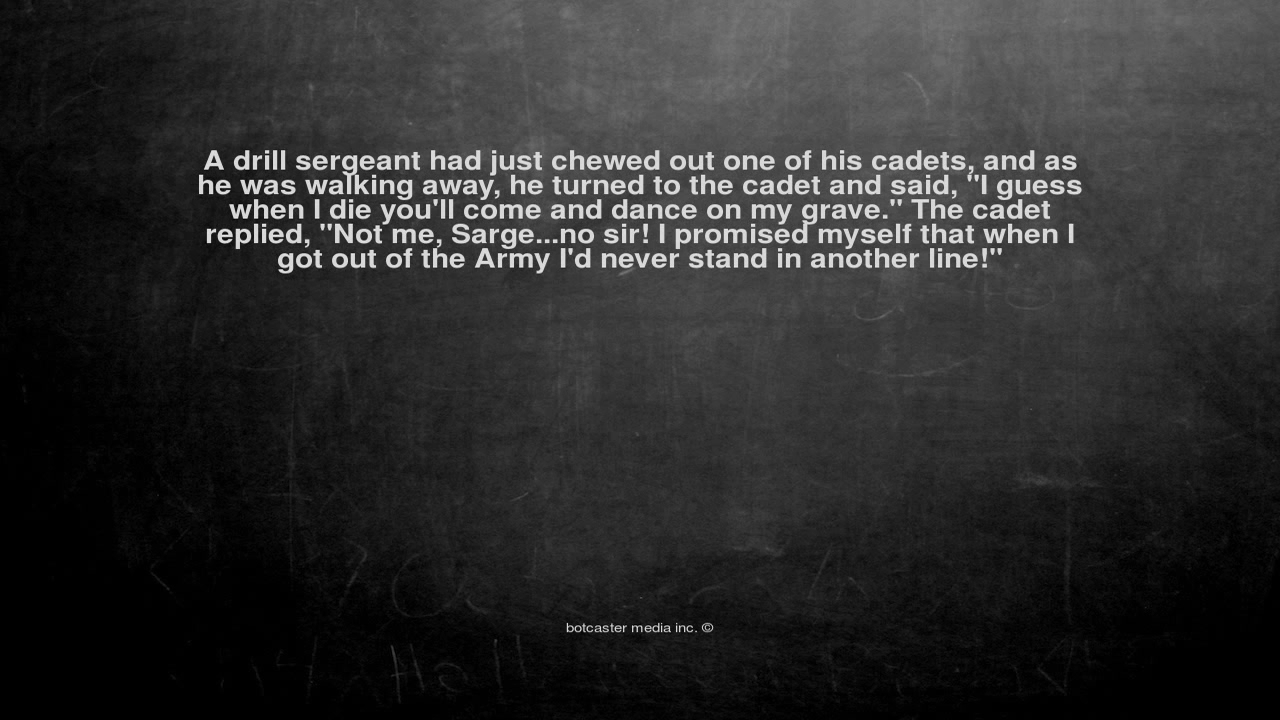 A drill sergeant had just chewed out one of his cadets, and as
he was walking away, he turned to the cadet and said, "I guess
when I die you'll come and dance on my grave." The cadet
replied, "Not me, Sarge...no sir! I promised myself that when I
got out of the Army I'd never stand in another line!"
botcaster media inc. ©